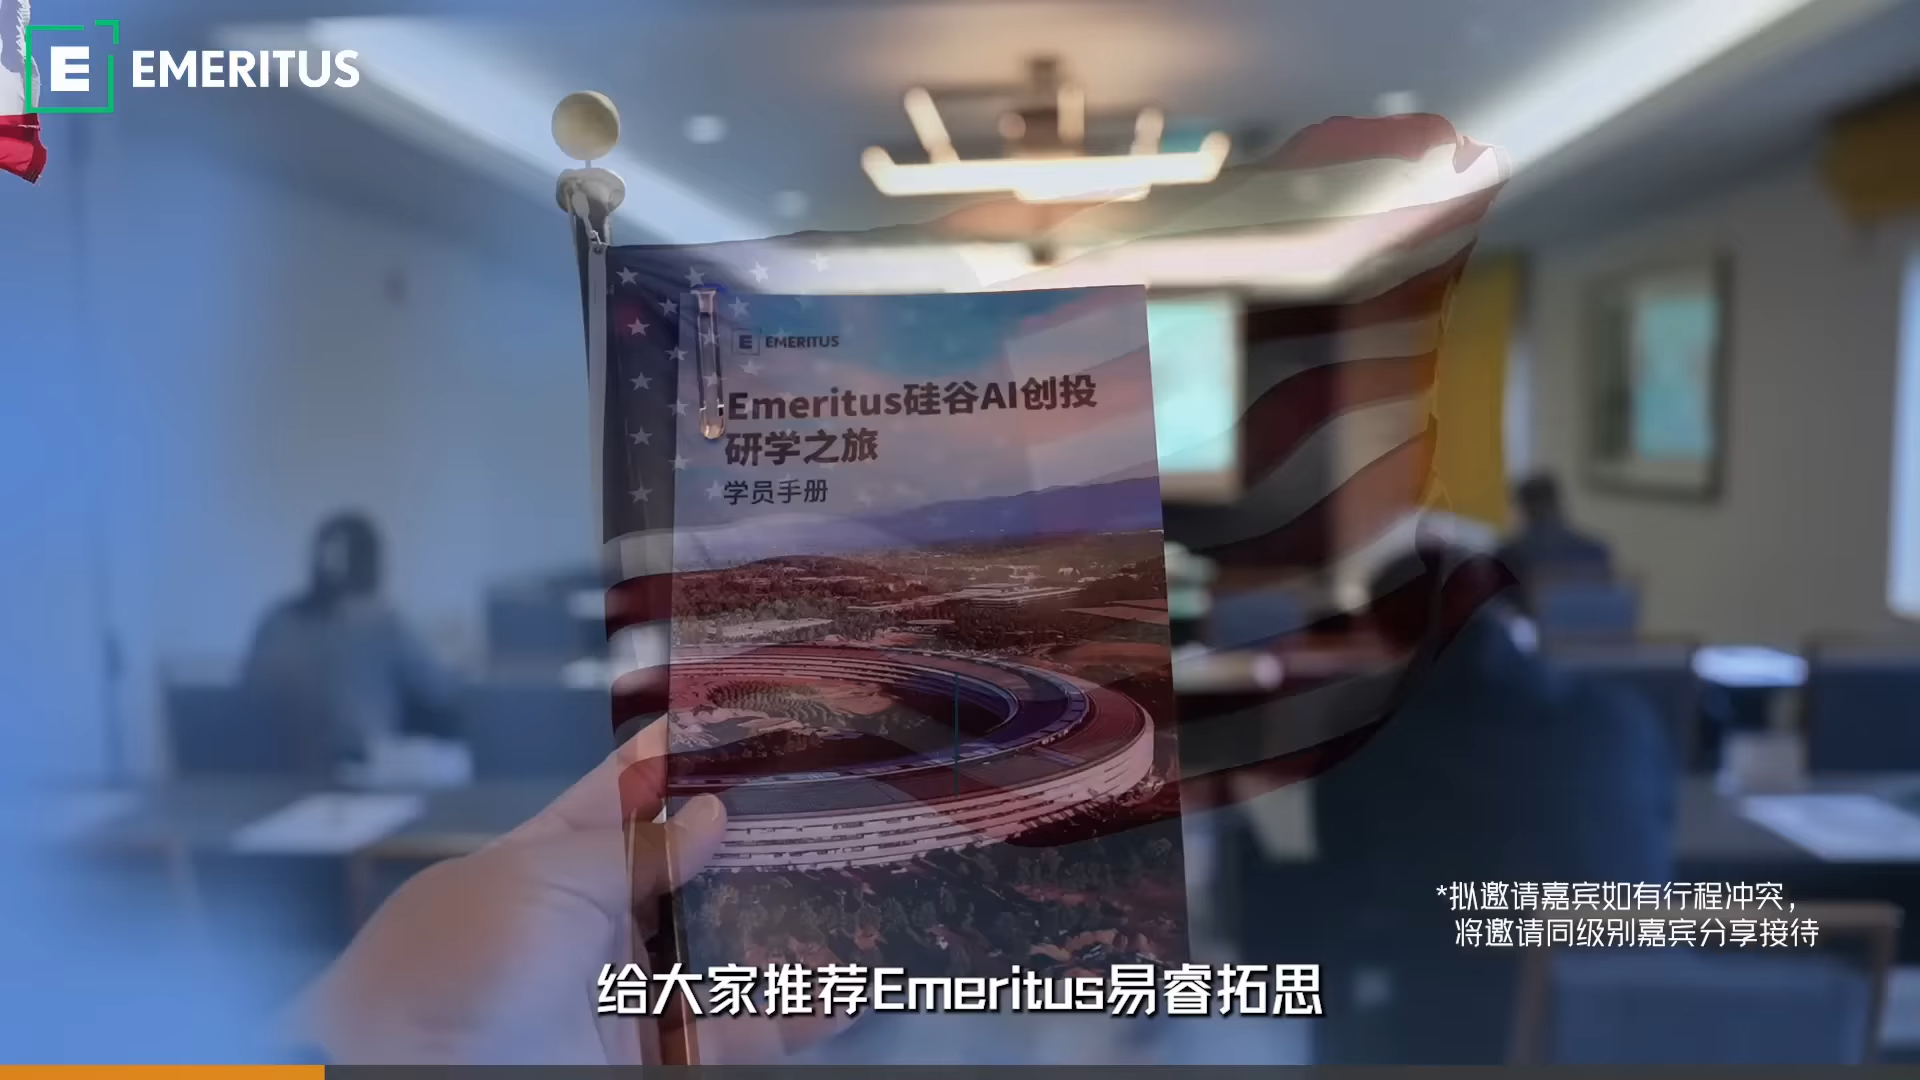 E EMERITUS
E EMERITUS
Emeritus硅谷AI创投
研学之旅
学员手册
*拟邀请嘉宾如有行程冲突，
将邀请同级别嘉宾分享接待
给大家推荐Emeritus易睿拓思